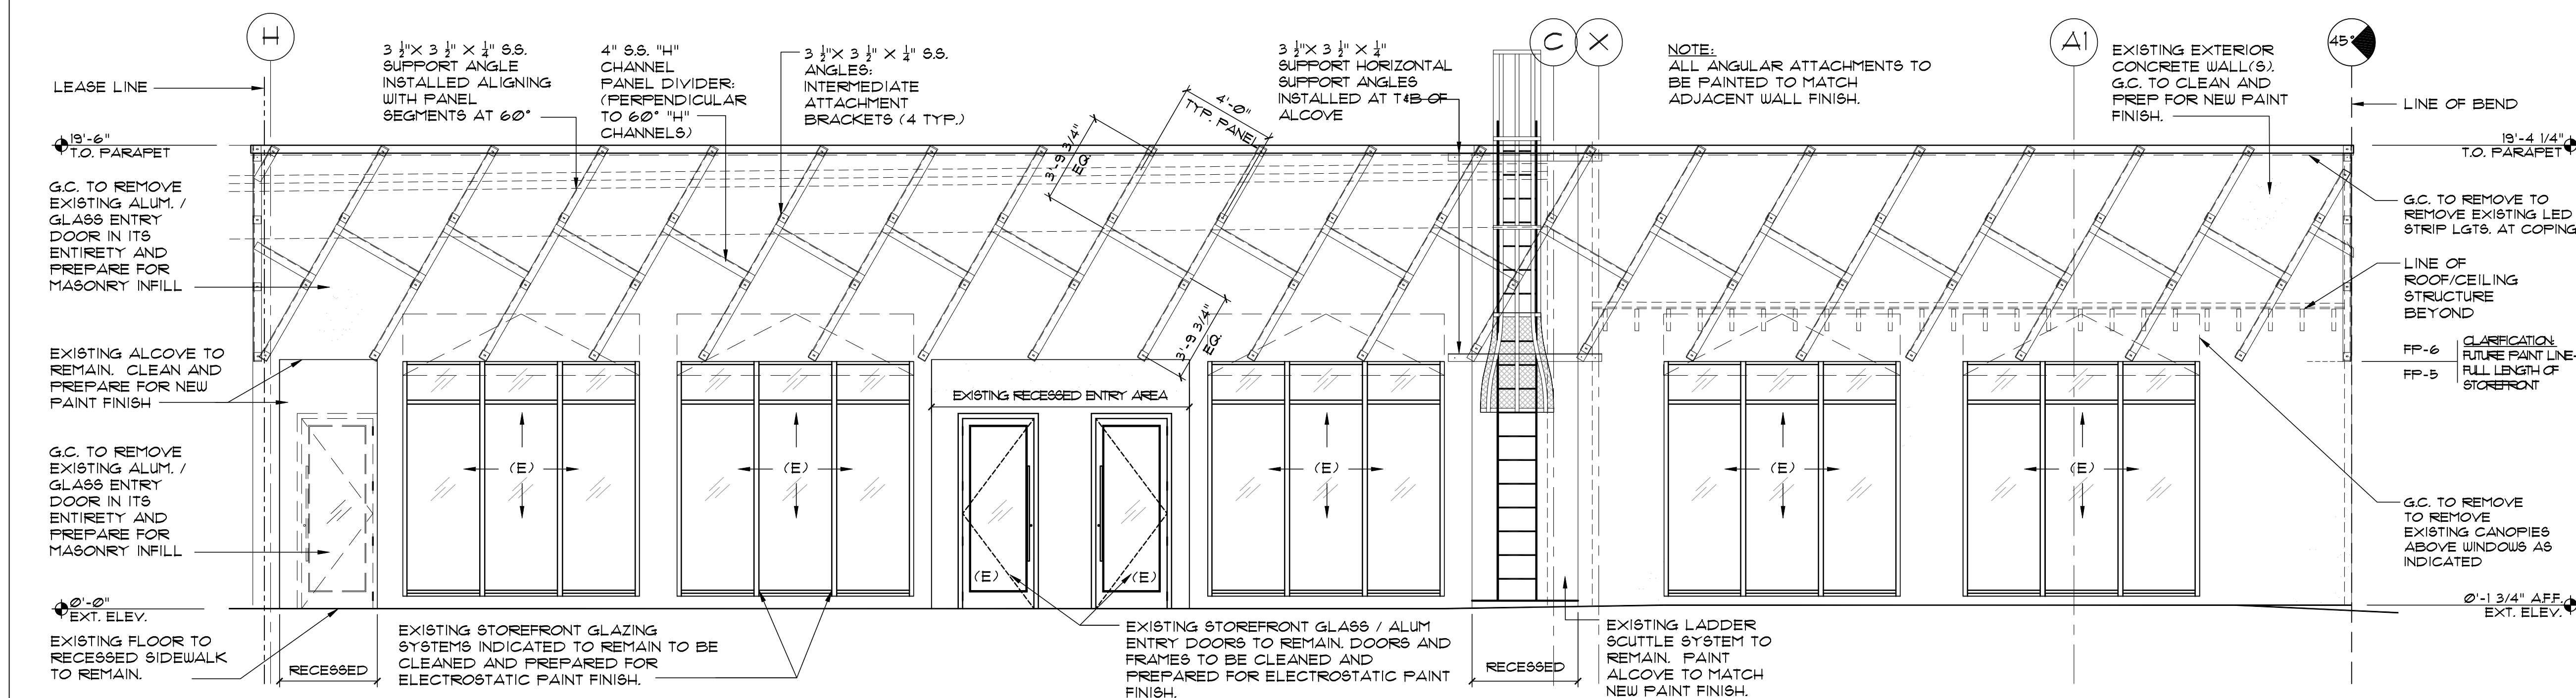 H
C
X
A1
45°
LEASE LINE
3 ½"X 3 ½" X ¼" S.S.
SUPPORT ANGLE
INSTALLED ALIGNING
WITH PANEL
SEGMENTS AT 60°
4" S.S. "H"
CHANNEL
PANEL DIVIDER:
(PERPENDICULAR
TO 60° "H"
CHANNELS)
3 ½"X 3 ½" X ¼" S.S.
ANGLES:
INTERMEDIATE
ATTACHMENT
BRACKETS (4 TYP.)
4'-0"
TYP. PANEL
3'-9 3/4"
EQ.
3'-9 3/4"
EQ.
3 ½" X 3 ½" X ¼"
SUPPORT HORIZONTAL
SUPPORT ANGLES
INSTALLED AT T&B OF
ALCOVE
NOTE:
ALL ANGULAR ATTACHMENTS TO
BE PAINTED TO MATCH
ADJACENT WALL FINISH.
EXISTING EXTERIOR
CONCRETE WALL(S).
G.C. TO CLEAN AND
PREP FOR NEW PAINT
FINISH.
LINE OF BEND
19'-6"
T.O. PARAPET
19'-4 1/4"
T.O. PARAPET
G.C. TO REMOVE
EXISTING ALUM. /
GLASS ENTRY
DOOR IN ITS
ENTIRETY AND
PREPARE FOR
MASONRY INFILL
G.C. TO REMOVE TO
REMOVE EXISTING LED
STRIP LGTS. AT COPING
LINE OF
ROOF/CEILING
STRUCTURE
BEYOND
EXISTING ALCOVE TO
REMAIN. CLEAN AND
PREPARE FOR NEW
PAINT FINISH
FP-6
FP-5
CLARIFICATION:
FUTURE PAINT LINE-
FULL LENGTH OF
STOREFRONT
EXISTING RECESSED ENTRY AREA
G.C. TO REMOVE
EXISTING ALUM. /
GLASS ENTRY
DOOR IN ITS
ENTIRETY AND
PREPARE FOR
MASONRY INFILL
(E)
(E)
(E)
(E)
(E)
(E)
(E)
G.C. TO REMOVE
TO REMOVE
EXISTING CANOPIES
ABOVE WINDOWS AS
INDICATED
0'-0"
EXT. ELEV.
0'-1 3/4" A.F.F.
EXT. ELEV.
EXISTING FLOOR TO
RECESSED SIDEWALK
TO REMAIN.
RECESSED
EXISTING STOREFRONT GLAZING
SYSTEMS INDICATED TO REMAIN TO BE
CLEANED AND PREPARED FOR
ELECTROSTATIC PAINT FINISH.
EXISTING STOREFRONT GLASS / ALUM
ENTRY DOORS TO REMAIN. DOORS AND
FRAMES TO BE CLEANED AND
PREPARED FOR ELECTROSTATIC PAINT
FINISH.
RECESSED
EXISTING LADDER
SCUTTLE SYSTEM TO
REMAIN. PAINT
ALCOVE TO MATCH
NEW PAINT FINISH.